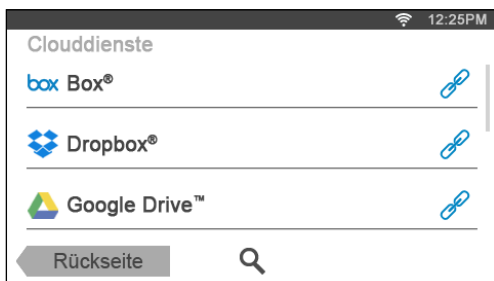 12:25PM
Clouddienste
box Box®
Dropbox®
Google Drive™
Rückseite